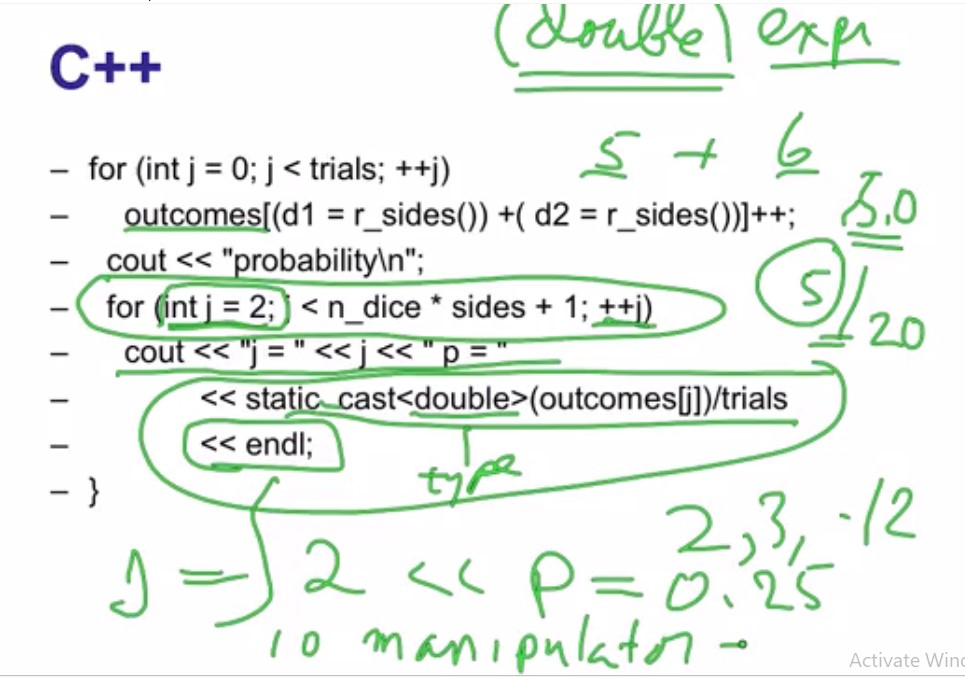 (double) expr
C++
5 + 6
– for (int j = 0; j < trials; ++j)
– outcomes[(d1 = r_sides()) +( d2 = r_sides())]++;
5.0
– cout << "probability\n";
5/20
– for (int j = 2; j < n_dice * sides + 1; ++j)
– cout << "j = " << j << " p = "
– << static_cast<double>(outcomes[j])/trials
– << endl;
type
– }
2,3, -12
J = 2 << p = 0.25
IO manipulator -
Activate Wind